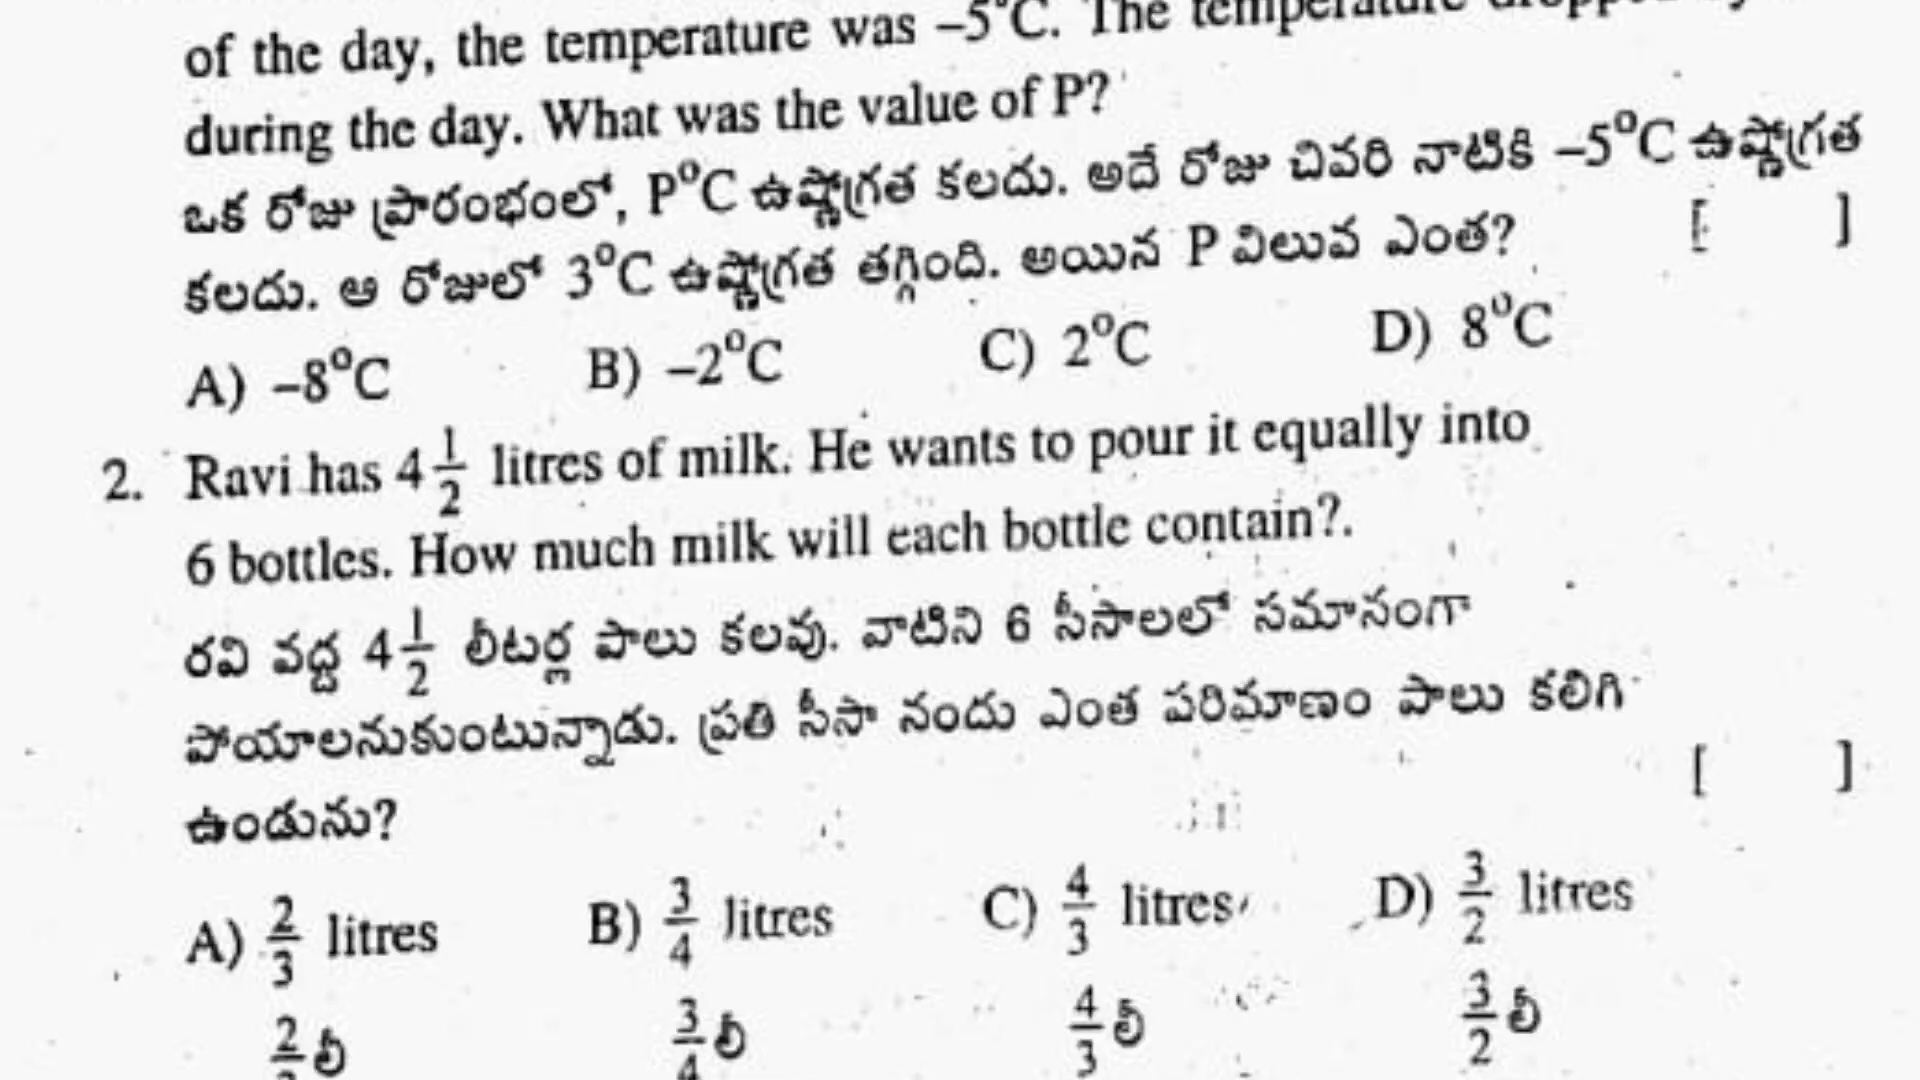 of the day, the temperature was –5°C. The temperature
during the day. What was the value of P?
ఒక రోజు ప్రారంభంలో, P°C ఉష్ణోగ్రత కలదు. అదే రోజు చివరి నాటికి –5°C ఉష్ణోగ్రత
కలదు. ఆ రోజులో 3°C ఉష్ణోగ్రత తగ్గింది. అయిన P విలువ ఎంత? [ ]
A) –8°C B) –2°C C) 2°C D) 8°C
2. Ravi has 4 1/2 litres of milk. He wants to pour it equally into
6 bottles. How much milk will each bottle contain?.
రవి వద్ద 4 1/2 లీటర్ల పాలు కలవు. వాటిని 6 సీసాలలో సమానంగా
పోయాలనుకుంటున్నాడు. ప్రతి సీసా నందు ఎంత పరిమాణం పాలు కలిగి
ఉండును? [ ]
A) 2/3 litres B) 3/4 litres C) 4/3 litres D) 3/2 litres
2/3 లీ 3/4 లీ 4/3 లీ 3/2 లీ